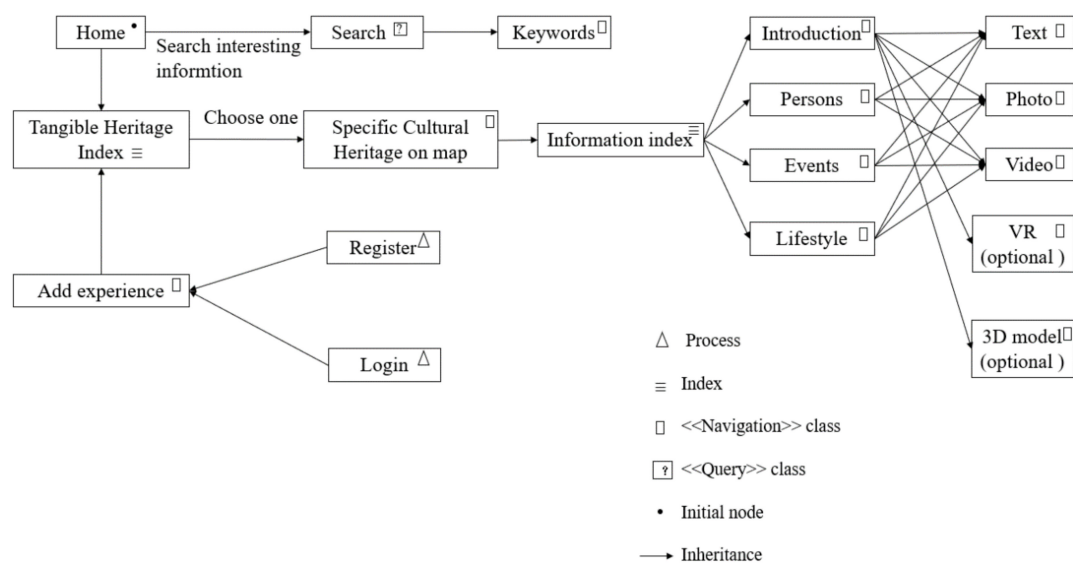 Home
Search
Keywords
Search interesting
informtion
Introduction
Text
Persons
Photo
Tangible Heritage
Index
Choose one
Specific Cultural
Heritage on map
Information index
Events
Video
Lifestyle
VR
(optional )
Register
Add experience
Login
3D model
(optional )
Process
Index
<<Navigation>> class
? <<Query>> class
Initial node
Inheritance